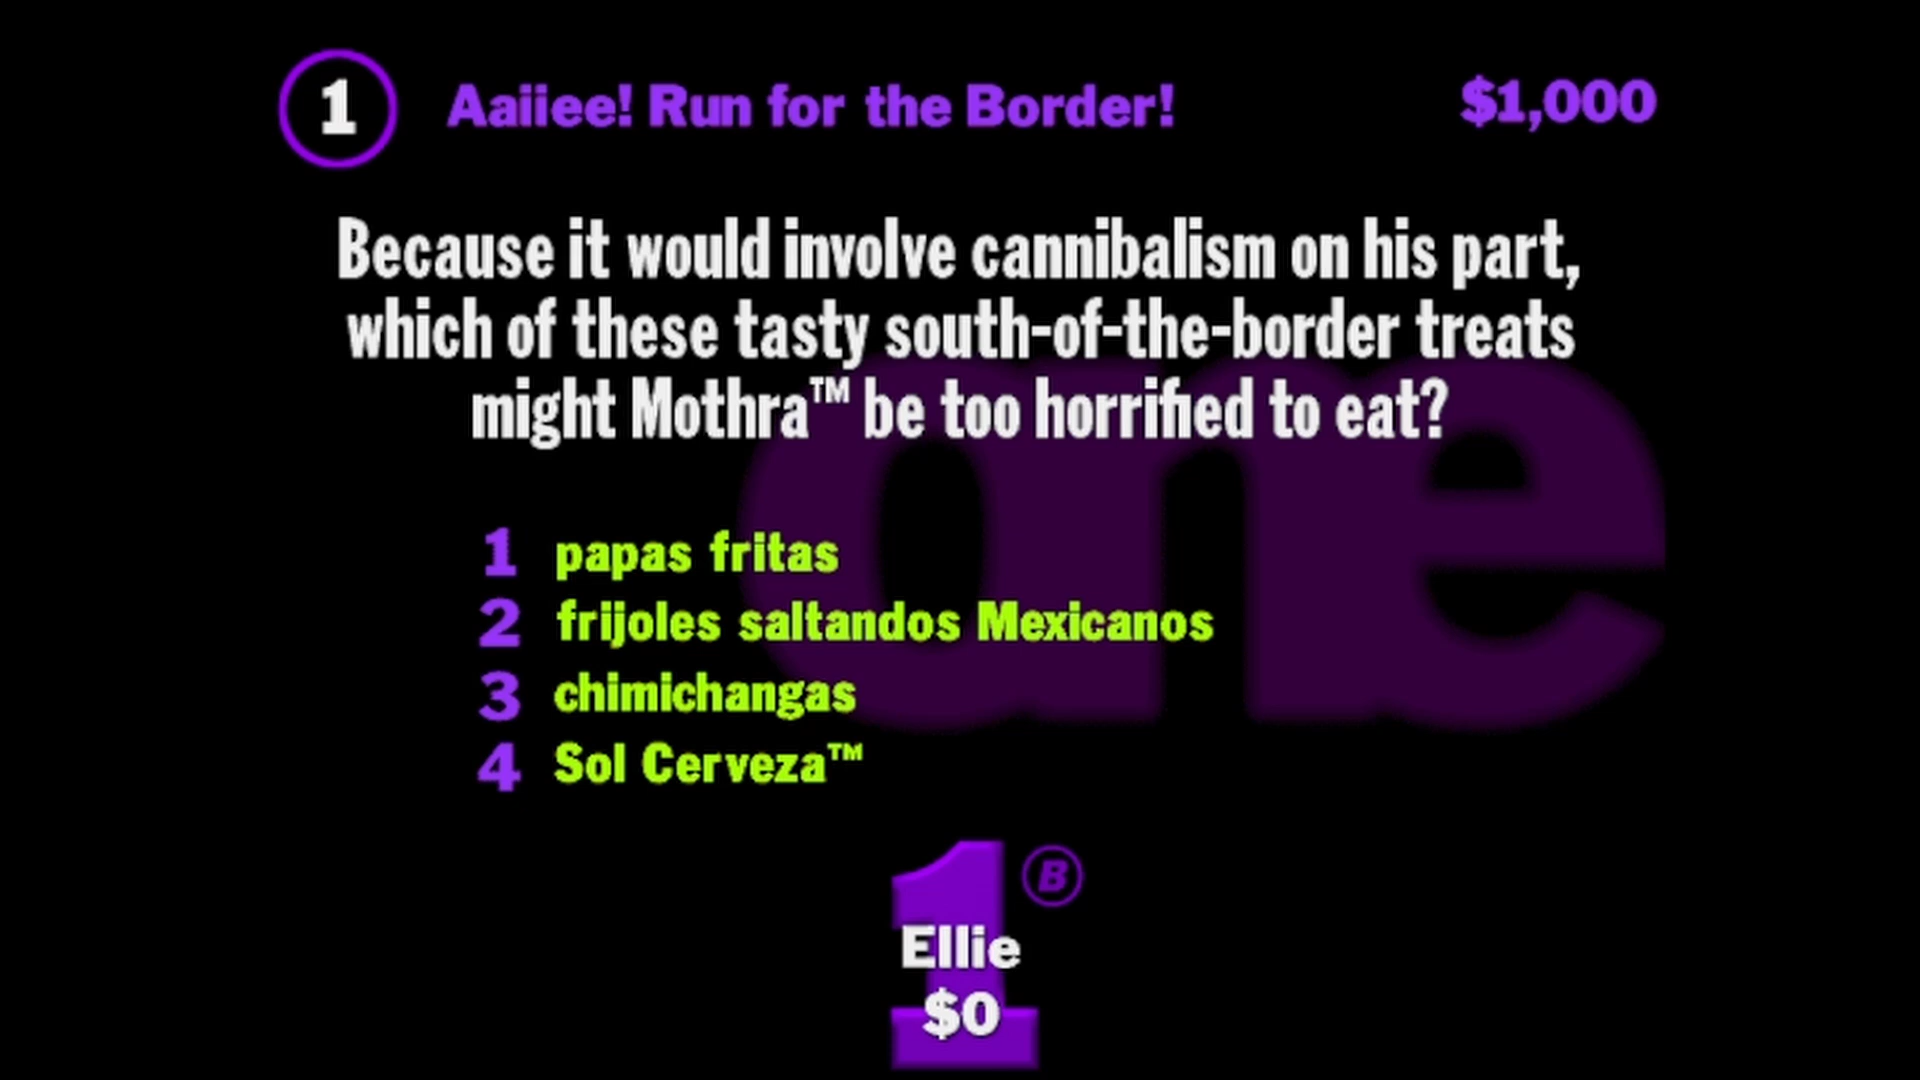 1 Aaiiee! Run for the Border! $1,000
Because it would involve cannibalism on his part,
which of these tasty south-of-the-border treats
might Mothra™ be too horrified to eat?
one
1 papas fritas
2 frijoles saltandos Mexicanos
3 chimichangas
4 Sol Cerveza™
1 B
Ellie
$0